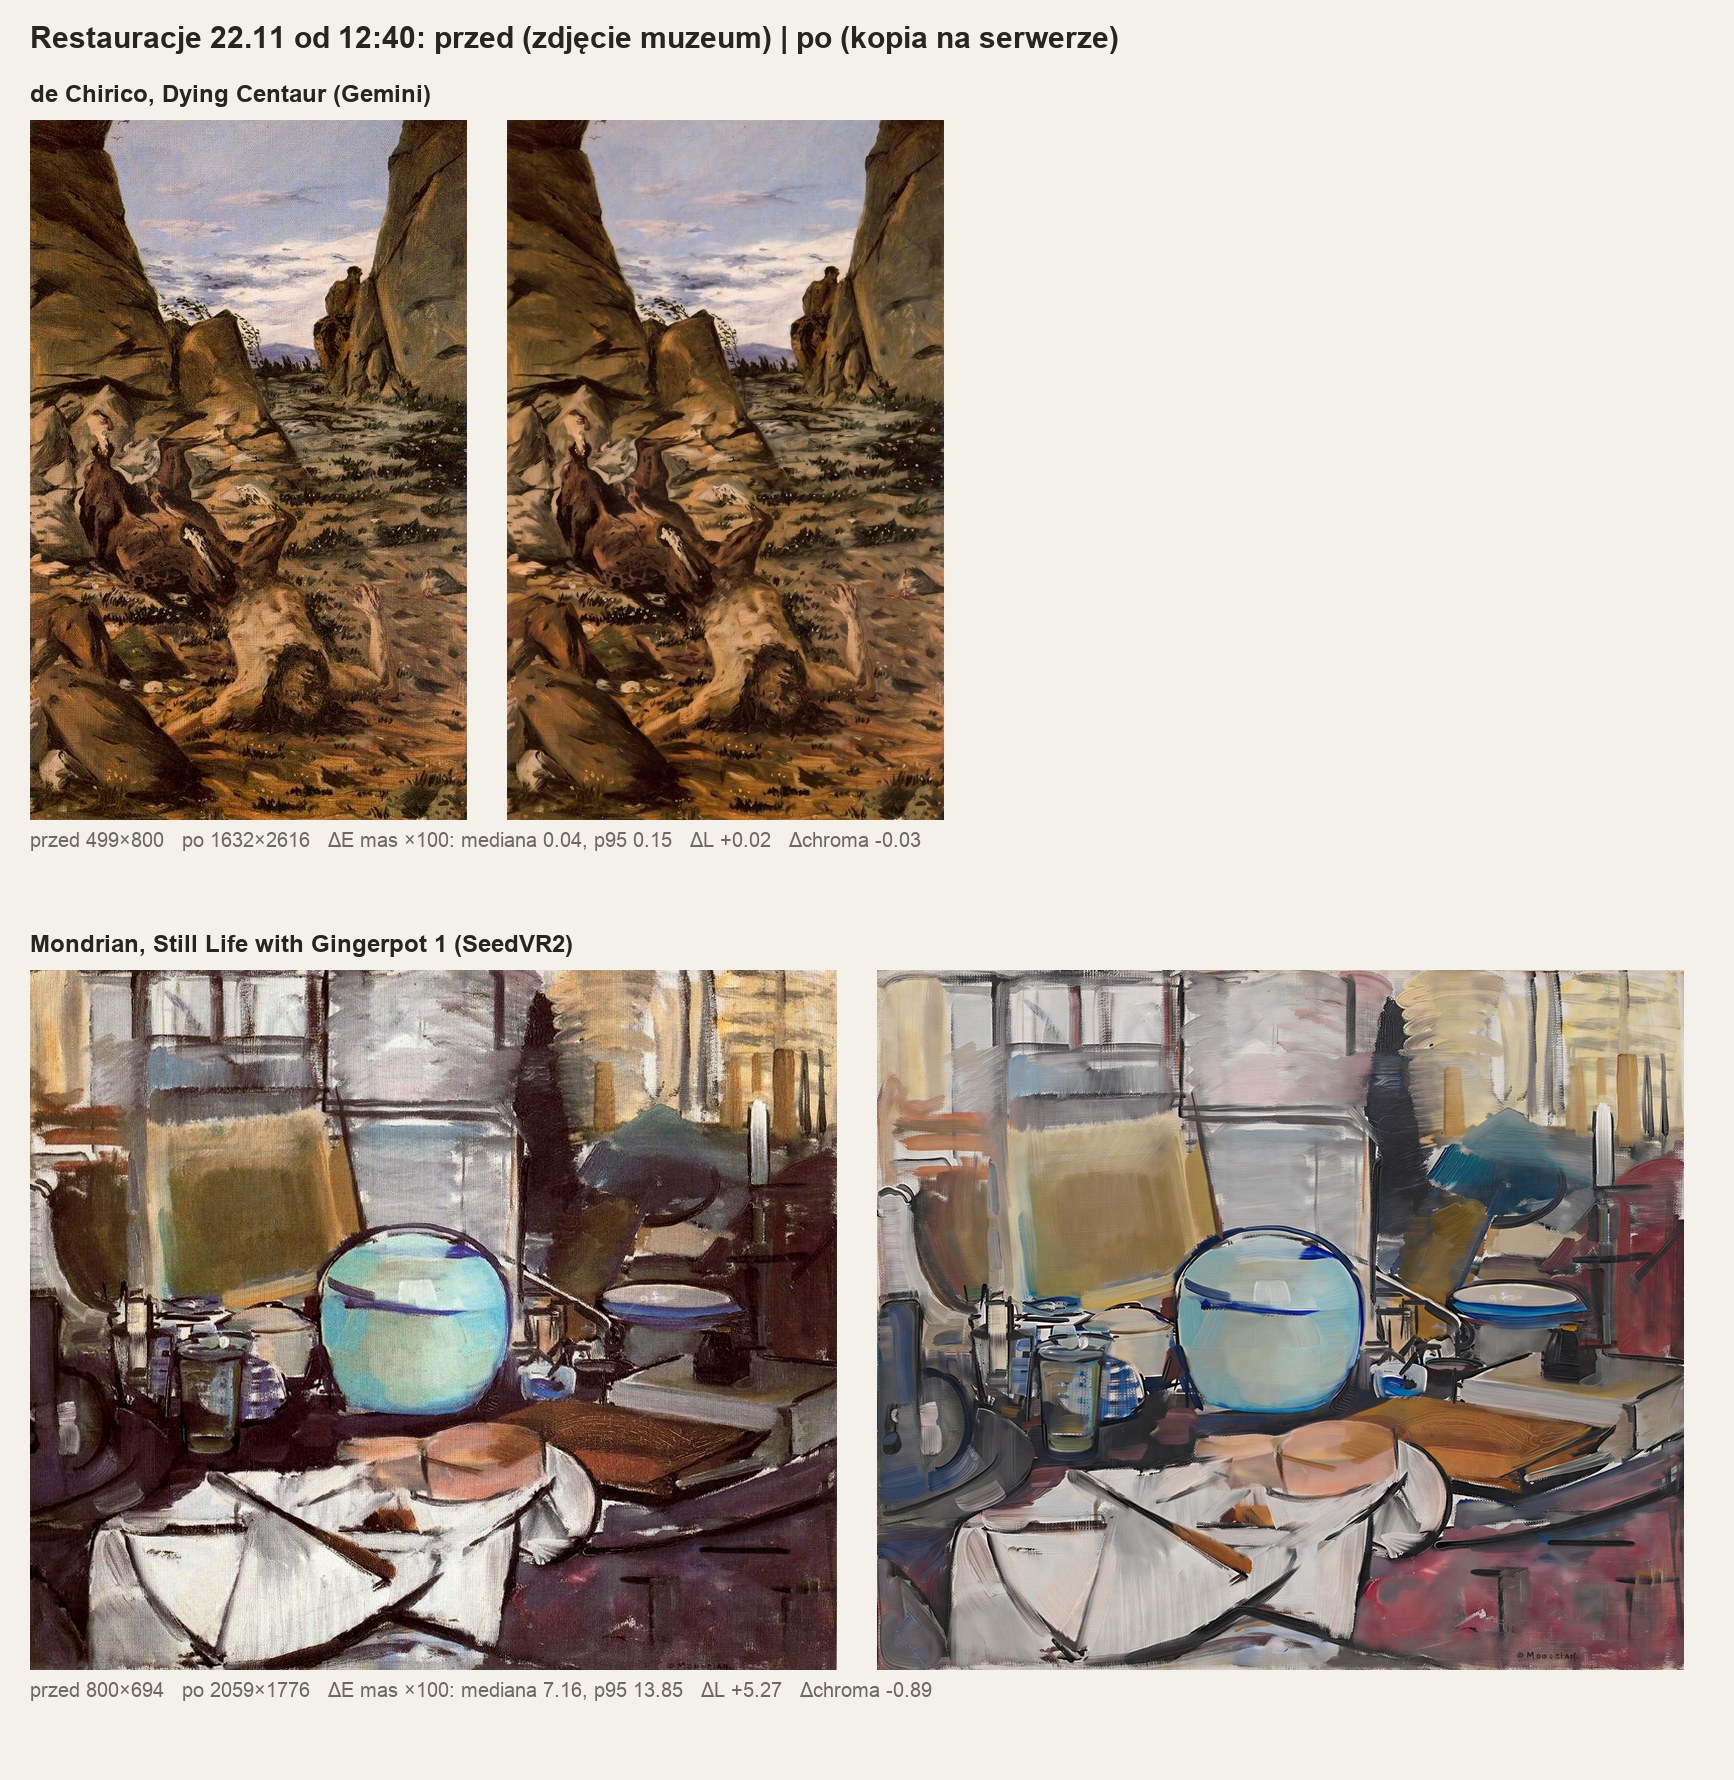 Restauracje 22.11 od 12:40: przed (zdjęcie muzeum) | po (kopia na serwerze)
de Chirico, Dying Centaur (Gemini)
przed 499×800 po 1632×2616 ΔE mas ×100: mediana 0.04, p95 0.15 ΔL +0.02 Δchroma -0.03
Mondrian, Still Life with Gingerpot 1 (SeedVR2)
przed 800×694 po 2059×1776 ΔE mas ×100: mediana 7.16, p95 13.85 ΔL +5.27 Δchroma -0.89